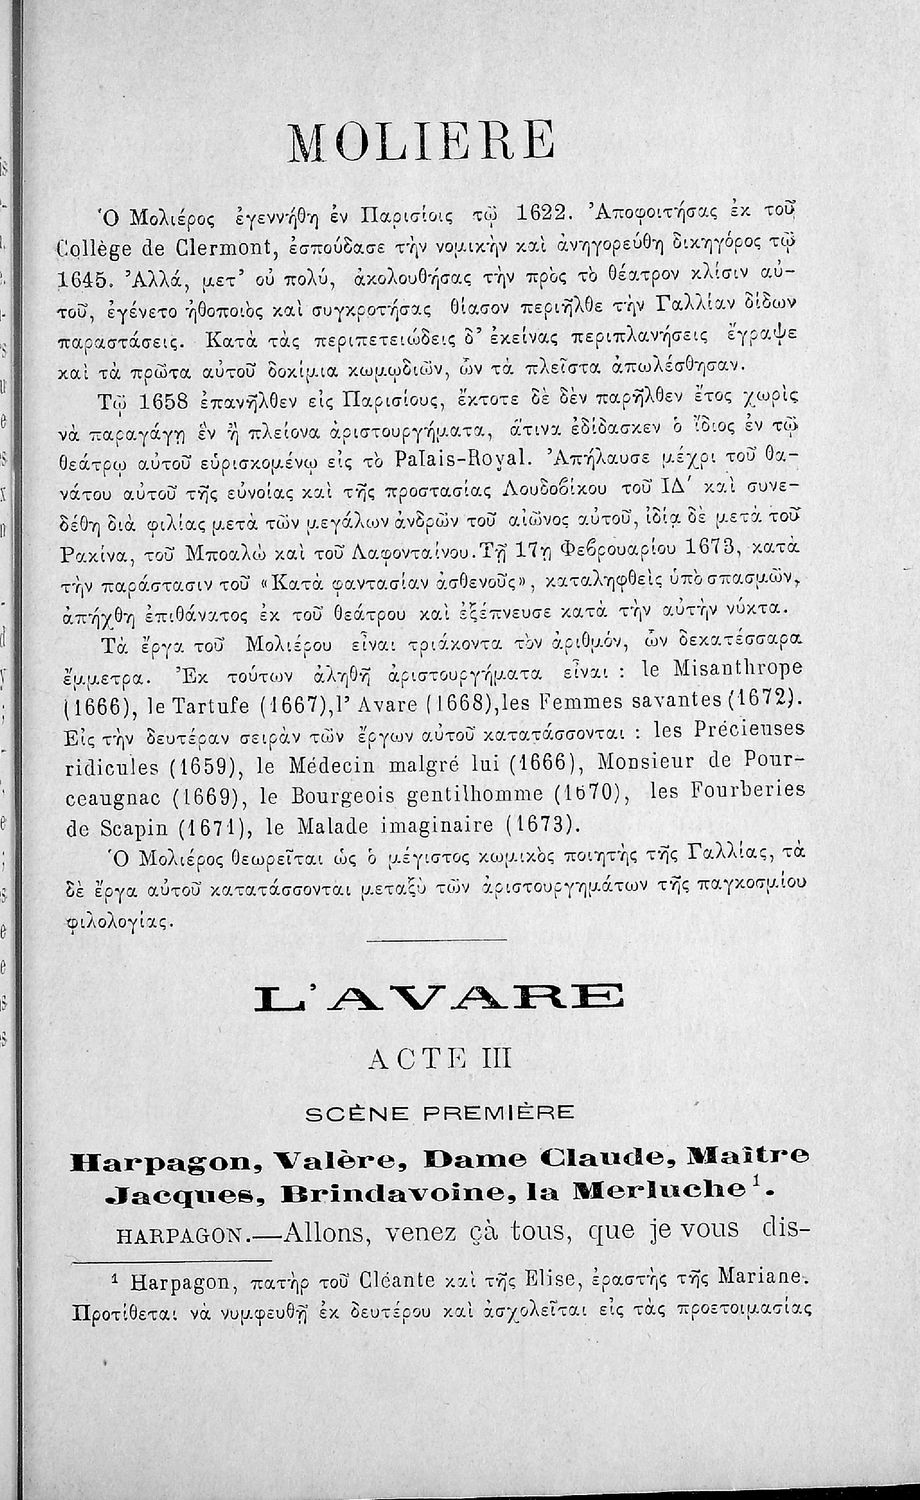 MOLIERE
Ὁ Μολιέρος ἐγεννήθη ἐν Παρισίοις τῷ 1622. Ἀποφοιτήσας ἐκ τοῦ
Collège de Clermont, ἐσπούδασε τὴν νομικὴν καὶ ἀνηγορεύθη δικηγόρος τῷ
1645. Ἀλλά, μετ' οὐ πολύ, ἀκολουθήσας τὴν πρὸς τὸ θέατρον κλίσιν αὐ-
τοῦ, ἐγένετο ἠθοποιὸς καὶ συγκροτήσας θίασον περιῆλθε τὴν Γαλλίαν δίδων
παραστάσεις. Κατὰ τὰς περιπετειώδεις δ' ἐκείνας περιπλανήσεις ἔγραψε
καὶ τὰ πρῶτα αὐτοῦ δοκίμια κωμῳδιῶν, ὧν τὰ πλεῖστα ἀπωλέσθησαν.
Τῷ 1658 ἐπανῆλθεν εἰς Παρισίους, ἔκτοτε δὲ δὲν παρῆλθεν ἔτος χωρὶς
νὰ παραγάγῃ ἓν ἢ πλείονα ἀριστουργήματα, ἅτινα ἐδίδασκεν ὁ ἴδιος ἐν τῷ
θεάτρῳ αὐτοῦ εὑρισκομένῳ εἰς τὸ Palais-Royal. Ἀπήλαυσε μέχρι τοῦ θα-
νάτου αὐτοῦ τῆς εὐνοίας καὶ τῆς προστασίας Λουδοβίκου τοῦ ΙΔ' καὶ συνε-
δέθη διὰ φιλίας μετὰ τῶν μεγάλων ἀνδρῶν τοῦ αἰῶνος αὐτοῦ, ἰδίᾳ δὲ μετὰ τοῦ
Ρακίνα, τοῦ Μποαλὼ καὶ τοῦ Λαφονταίνου. Τῇ 17ῃ Φεβρουαρίου 1673, κατὰ
τὴν παράστασιν τοῦ «Κατὰ φαντασίαν ἀσθενοῦς», καταληφθεὶς ὑπὸ σπασμῶν,
ἀπήχθη ἐπιθάνατος ἐκ τοῦ θεάτρου καὶ ἐξέπνευσε κατὰ τὴν αὐτὴν νύκτα.
Τὰ ἔργα τοῦ Μολιέρου εἶναι τριάκοντα τὸν ἀριθμόν, ὧν δεκατέσσαρα
ἔμμετρα. Ἐκ τούτων ἀληθῆ ἀριστουργήματα εἶναι : le Misanthrope
(1666), le Tartufe (1667), l' Avare (1668), les Femmes savantes (1672).
Εἰς τὴν δευτέραν σειρὰν τῶν ἔργων αὐτοῦ κατατάσσονται : les Précieuses
ridicules (1659), le Médecin malgré lui (1666), Monsieur de Pour-
ceaugnac (1669), le Bourgeois gentilhomme (1670), les Fourberies
de Scapin (1671), le Malade imaginaire (1673).
Ὁ Μολιέρος θεωρεῖται ὡς ὁ μέγιστος κωμικὸς ποιητὴς τῆς Γαλλίας, τὰ
δὲ ἔργα αὐτοῦ κατατάσσονται μεταξὺ τῶν ἀριστουργημάτων τῆς παγκοσμίου
φιλολογίας.
L'AVARE
ACTE III
SCÈNE PREMIÈRE
Harpagon, Valère, Dame Claude, Maître
Jacques, Brindavoine, la Merluche¹.
HARPAGON.—Allons, venez çà tous, que je vous dis-
¹ Harpagon, πατὴρ τοῦ Cléante καὶ τῆς Elise, ἐραστὴς τῆς Mariane.
Προτίθεται νὰ νυμφευθῇ ἐκ δευτέρου καὶ ἀσχολεῖται εἰς τὰς προετοιμασίας